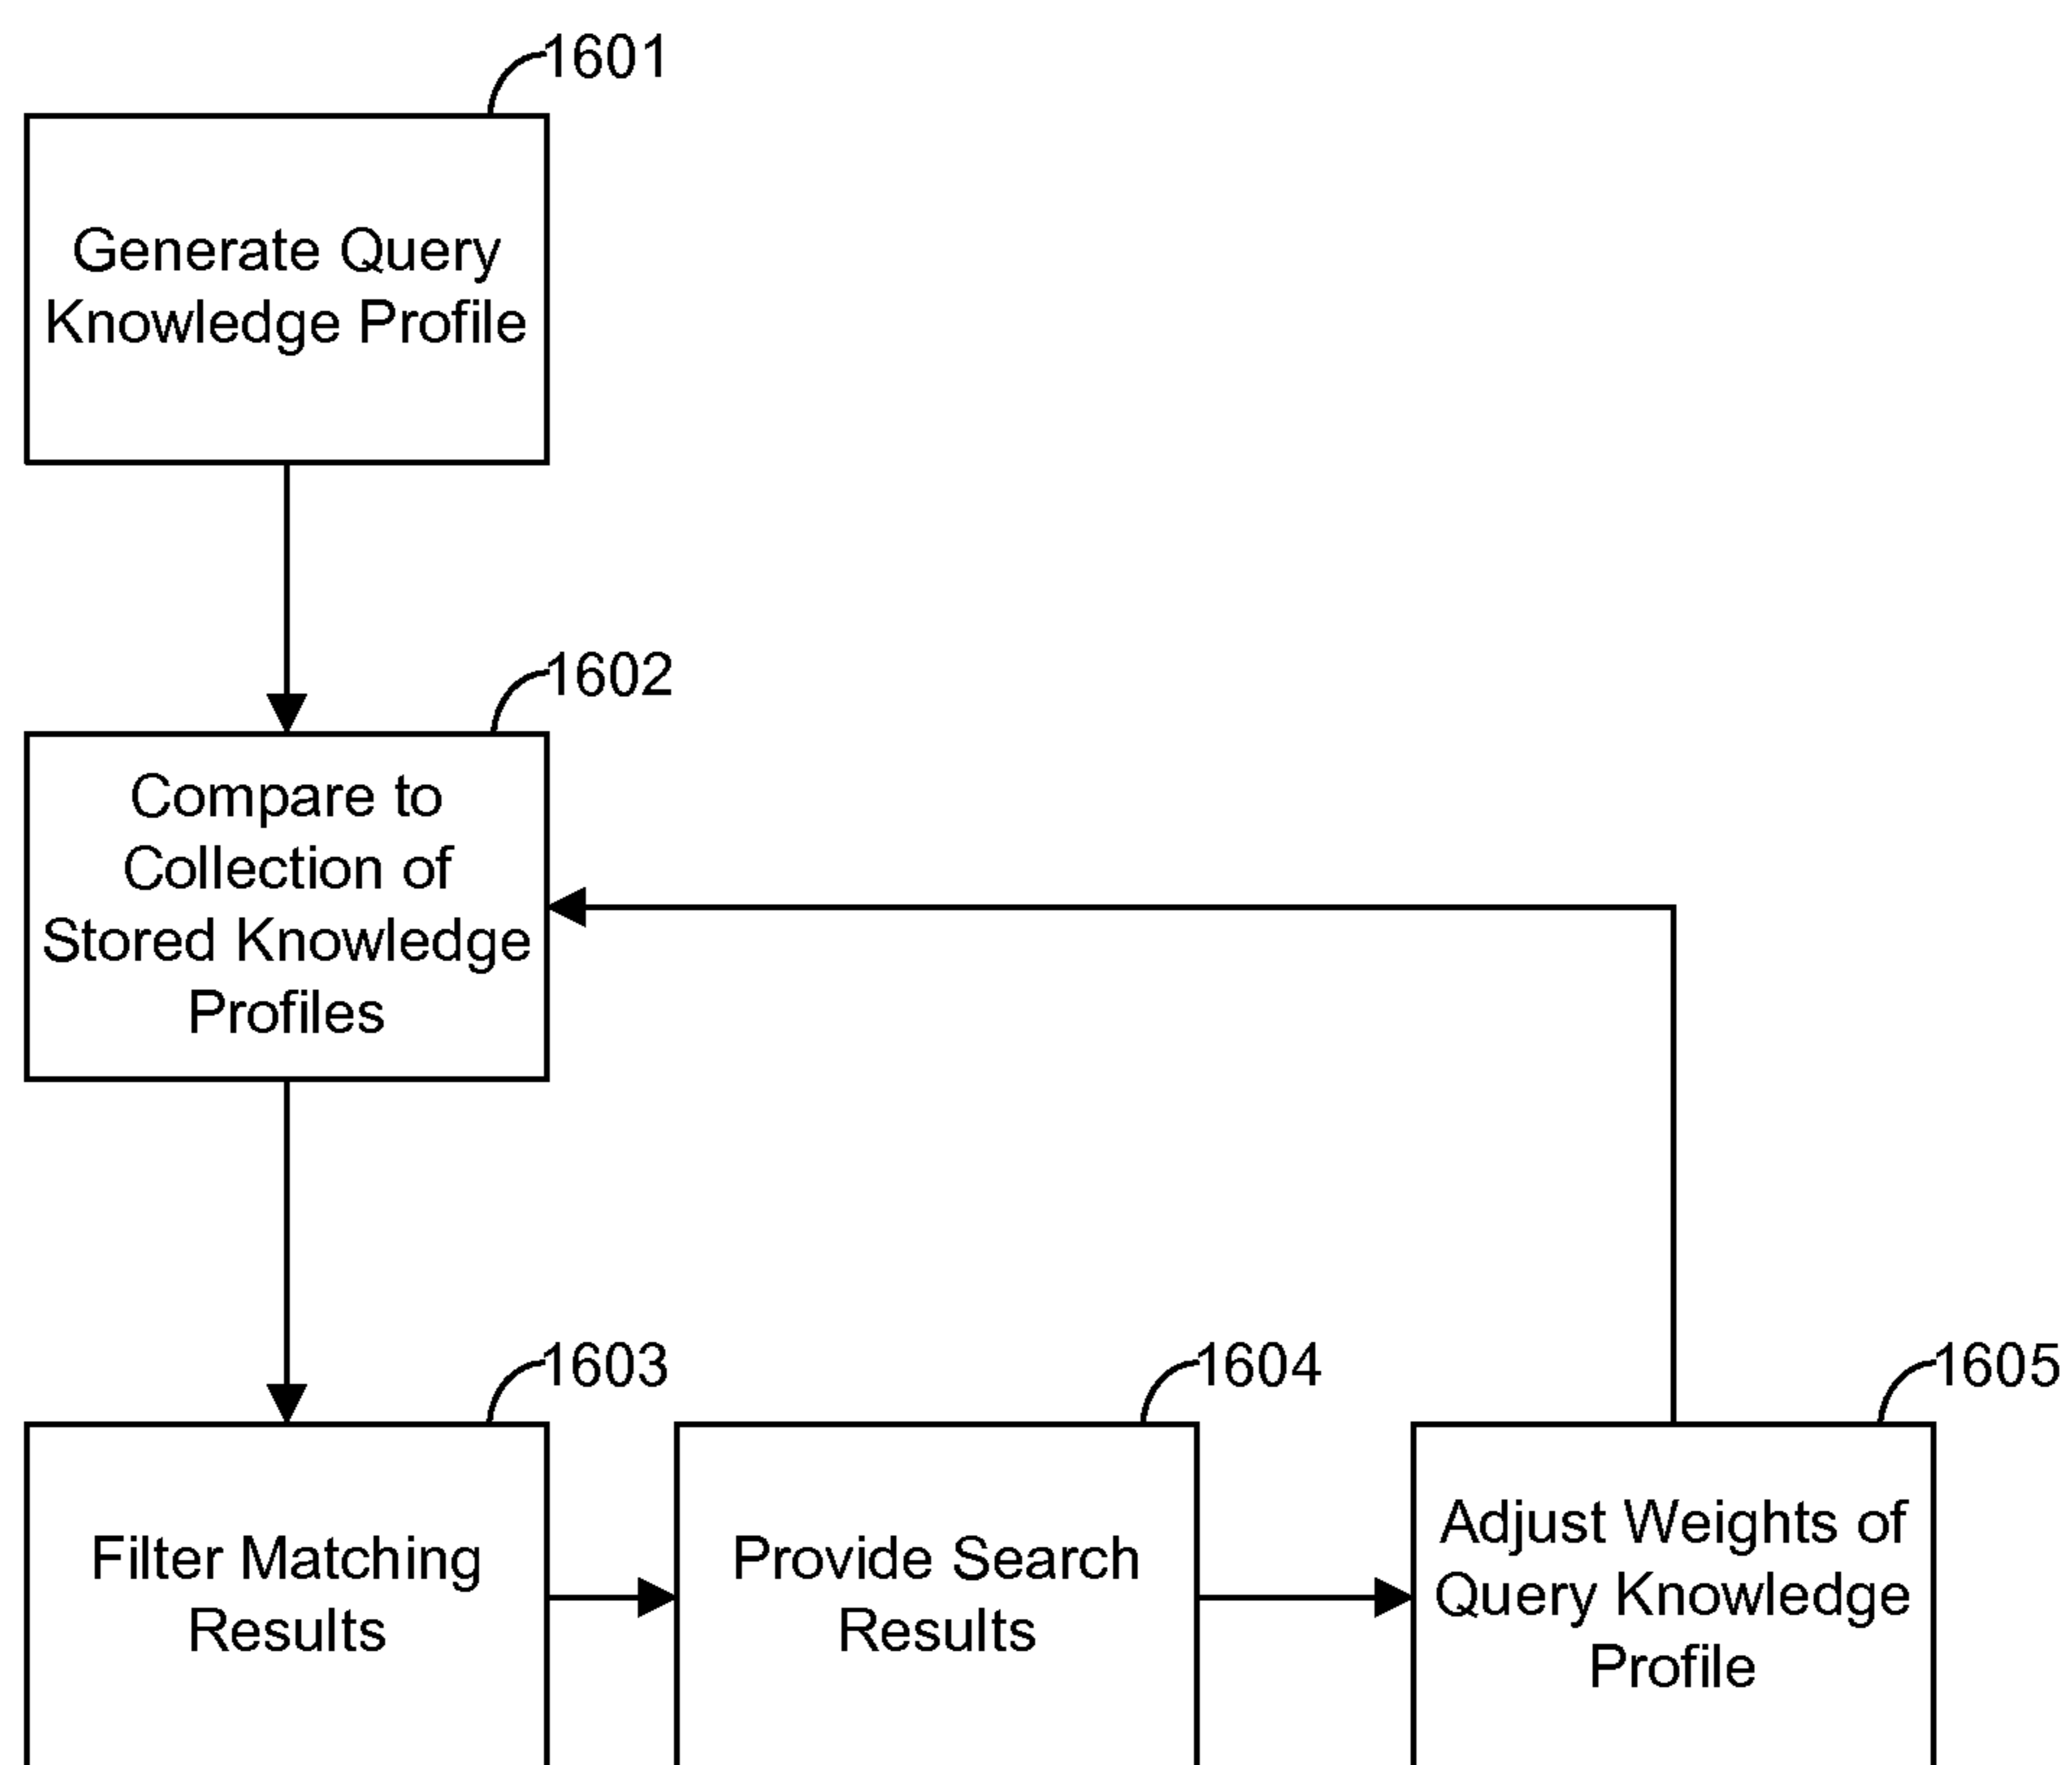 1601
Generate Query
Knowledge Profile
1602
Compare to
Collection of
Stored Knowledge
Profiles
1603
Filter Matching
Results
1604
Provide Search
Results
1605
Adjust Weights of
Query Knowledge
Profile